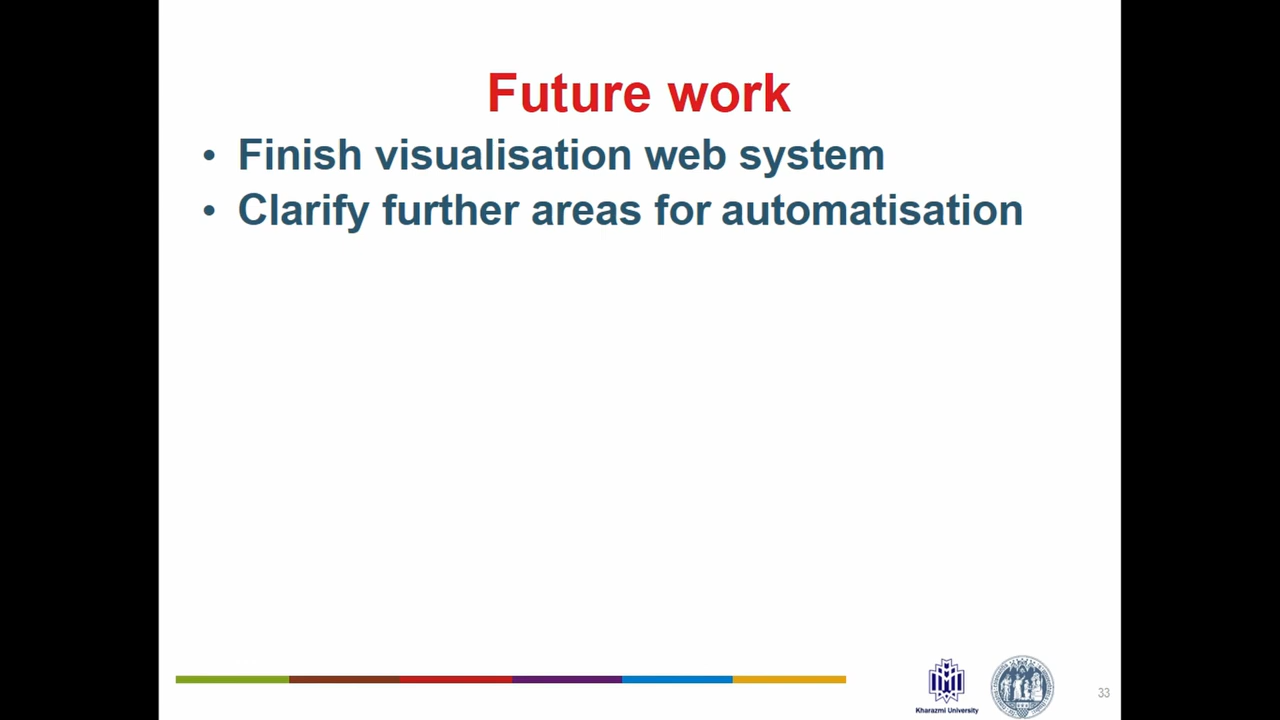 Future work
• Finish visualisation web system
• Clarify further areas for automatisation
Kharazmi University
33